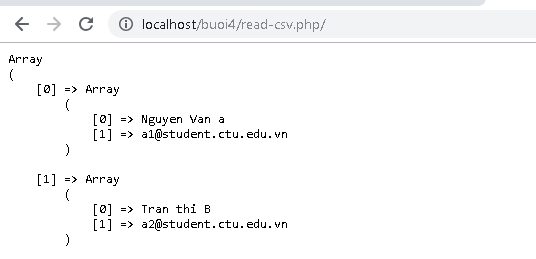 localhost/buoi4/read-csv.php/
Array
(
[0] => Array
(
[0] => Nguyen Van a
[1] => a1@student.ctu.edu.vn
)
[1] => Array
(
[0] => Tran thi B
[1] => a2@student.ctu.edu.vn
)